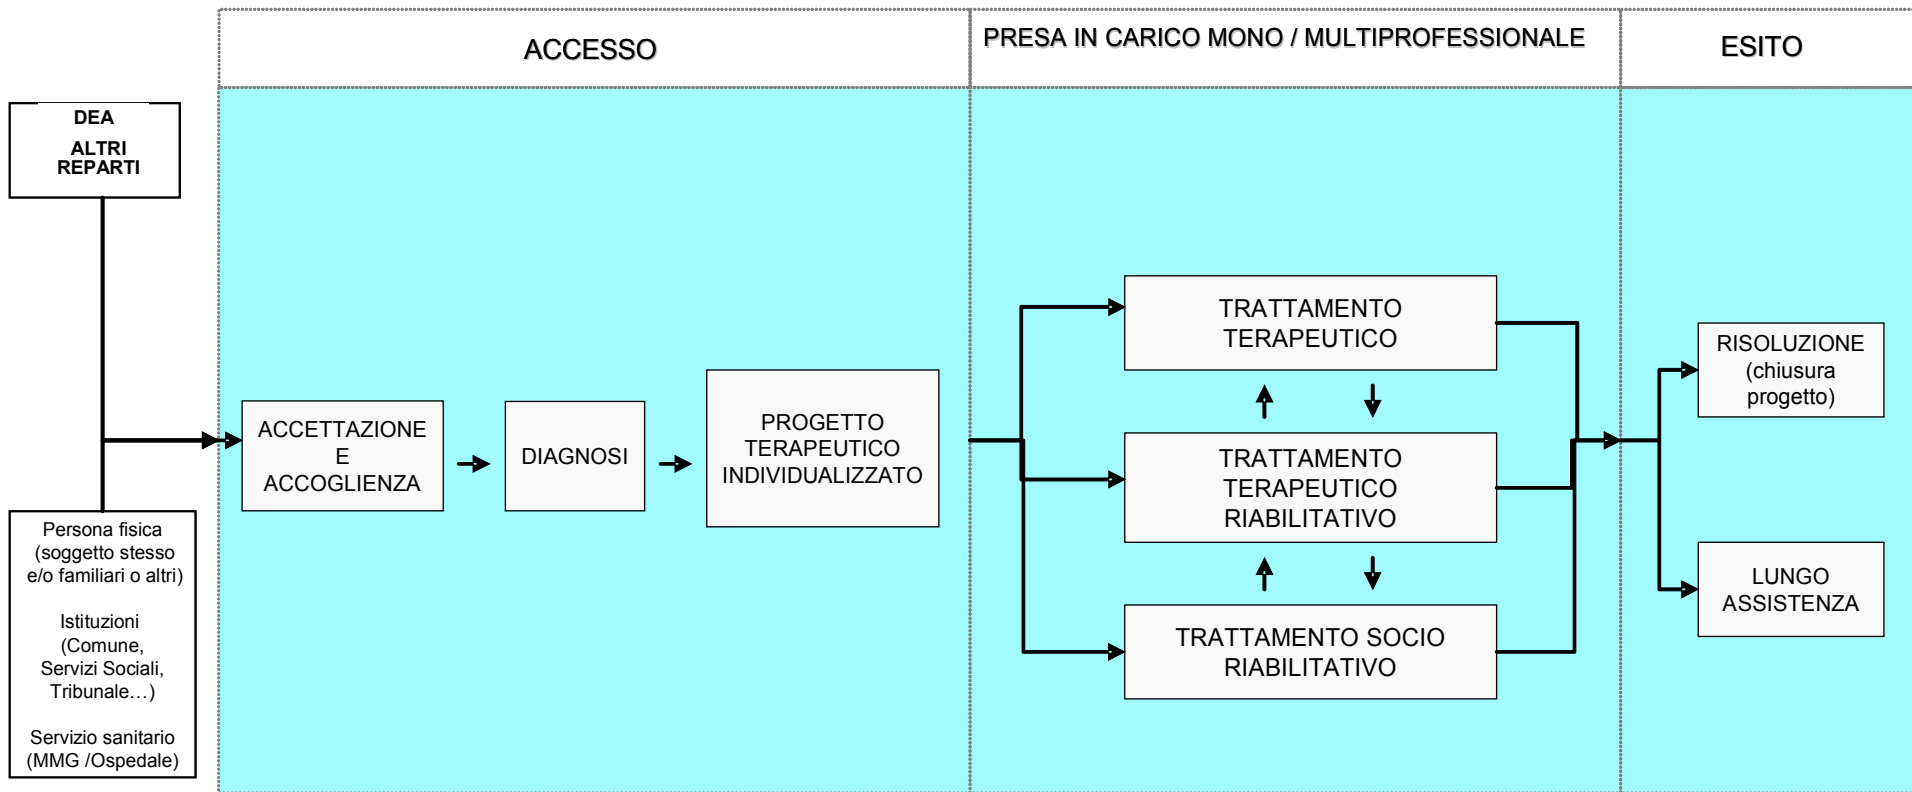 ACCESSO
PRESA IN CARICO MONO / MULTIPROFESSIONALE
ESITO
DEA
ALTRI
REPARTI
Persona fisica
(soggetto stesso
e/o familiari o altri)
Istituzioni
(Comune,
Servizi Sociali,
Tribunale…)
Servizio sanitario
(MMG /Ospedale)
ACCETTAZIONE
E
ACCOGLIENZA
DIAGNOSI
PROGETTO
TERAPEUTICO
INDIVIDUALIZZATO
TRATTAMENTO
TERAPEUTICO
TRATTAMENTO
TERAPEUTICO
RIABILITATIVO
TRATTAMENTO SOCIO
RIABILITATIVO
RISOLUZIONE
(chiusura
progetto)
LUNGO
ASSISTENZA